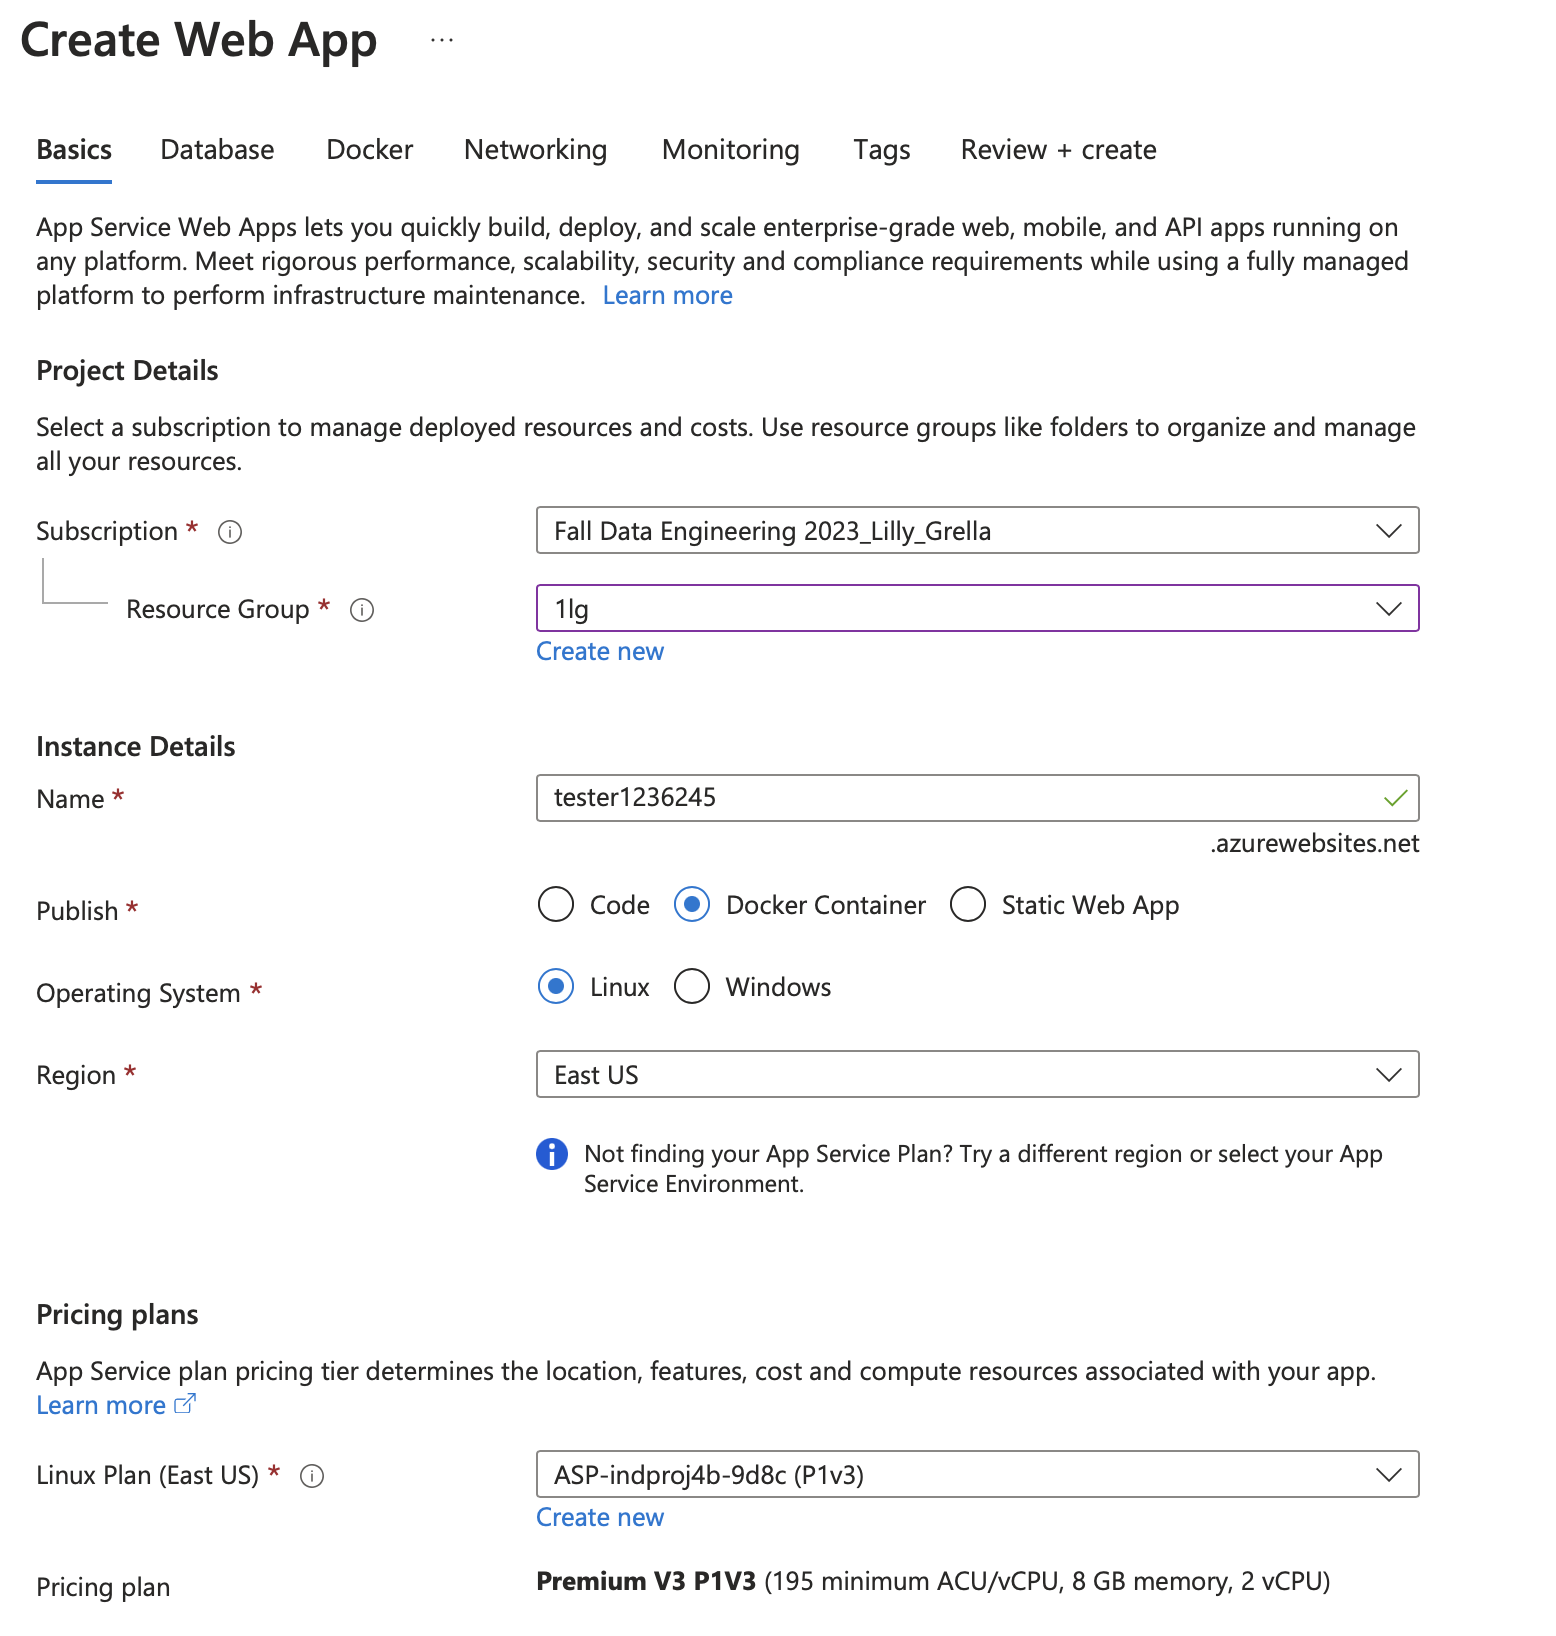 Create Web App ...
Basics Database Docker Networking Monitoring Tags Review + create
App Service Web Apps lets you quickly build, deploy, and scale enterprise-grade web, mobile, and API apps running on
any platform. Meet rigorous performance, scalability, security and compliance requirements while using a fully managed
platform to perform infrastructure maintenance. Learn more
Project Details
Select a subscription to manage deployed resources and costs. Use resource groups like folders to organize and manage
all your resources.
Subscription *
Fall Data Engineering 2023_Lilly_Grella
Resource Group *
1lg
Create new
Instance Details
Name *
tester1236245
.azurewebsites.net
Publish *
Code Docker Container Static Web App
Operating System *
Linux Windows
Region *
East US
Not finding your App Service Plan? Try a different region or select your App
Service Environment.
Pricing plans
App Service plan pricing tier determines the location, features, cost and compute resources associated with your app.
Learn more
Linux Plan (East US) *
ASP-indproj4b-9d8c (P1v3)
Create new
Pricing plan
Premium V3 P1V3 (195 minimum ACU/vCPU, 8 GB memory, 2 vCPU)